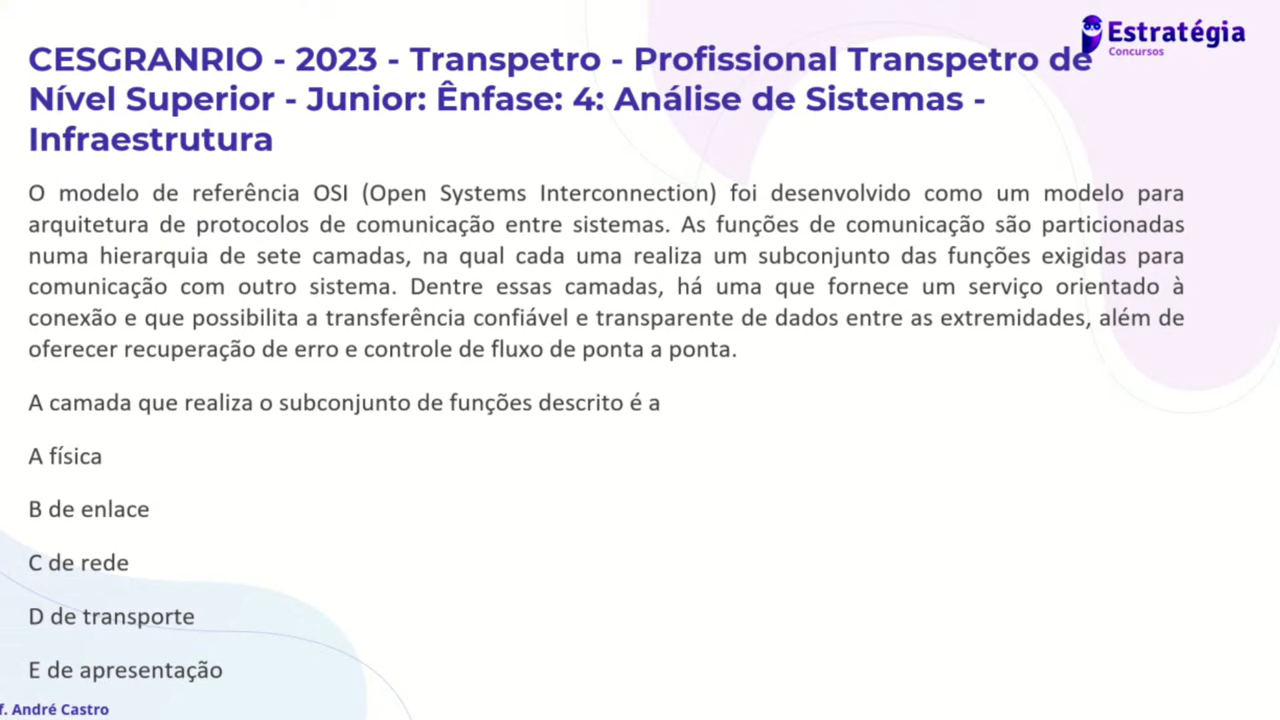 Estratégia
Concursos
CESGRANRIO - 2023 - Transpetro - Profissional Transpetro de
Nível Superior - Junior: Ênfase: 4: Análise de Sistemas -
Infraestrutura
O modelo de referência OSI (Open Systems Interconnection) foi desenvolvido como um modelo para
arquitetura de protocolos de comunicação entre sistemas. As funções de comunicação são particionadas
numa hierarquia de sete camadas, na qual cada uma realiza um subconjunto das funções exigidas para
comunicação com outro sistema. Dentre essas camadas, há uma que fornece um serviço orientado à
conexão e que possibilita a transferência confiável e transparente de dados entre as extremidades, além de
oferecer recuperação de erro e controle de fluxo de ponta a ponta.
A camada que realiza o subconjunto de funções descrito é a
A física
B de enlace
C de rede
D de transporte
E de apresentação
f. André Castro